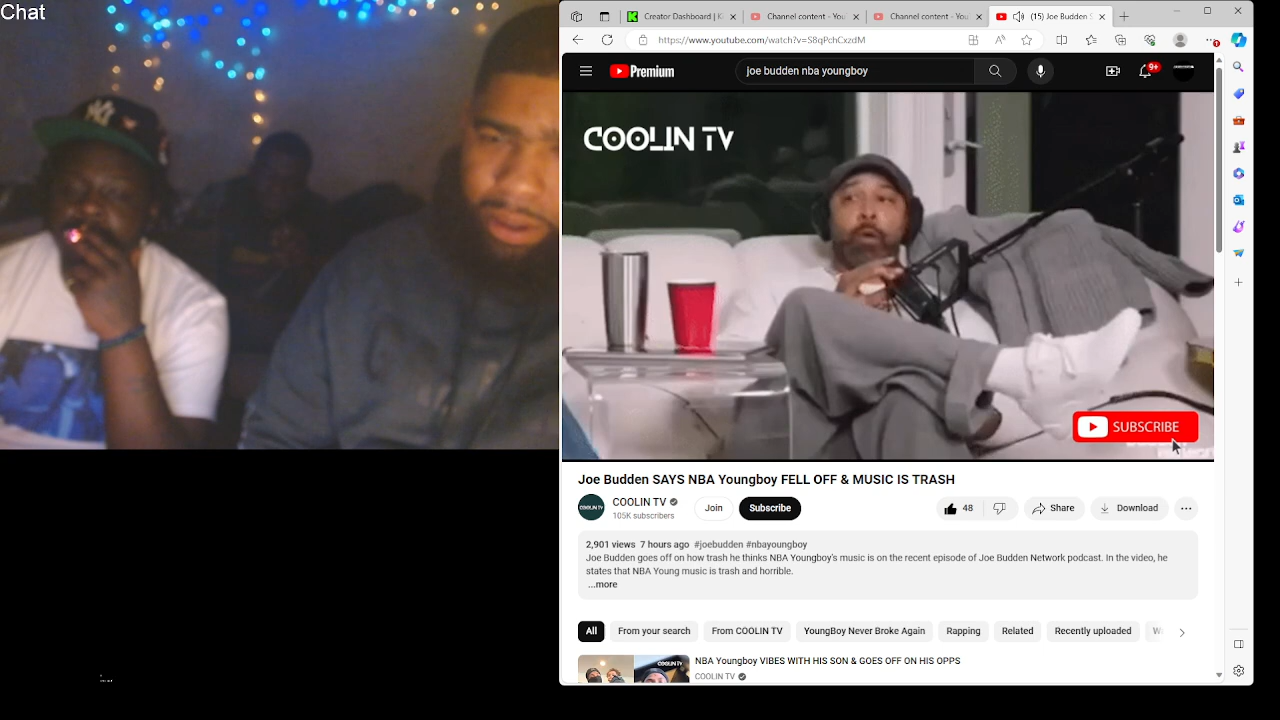 Chat
Creator Dashboard | K
Channel content - You
Channel content - You
(15) Joe Budden S
https://www.youtube.com/watch?v=S8qPchCxzdM
Premium
joe budden nba youngboy
9+
COOLIN TV
SUBSCRIBE
Joe Budden SAYS NBA Youngboy FELL OFF & MUSIC IS TRASH
COOLIN TV
105K subscribers
Join
Subscribe
48
Share
Download
2,901 views 7 hours ago #joebudden #nbayoungboy
Joe Budden goes off on how trash he thinks NBA Youngboy's music is on the recent episode of Joe Budden Network podcast. In the video, he
states that NBA Young music is trash and horrible.
...more
All
From your search
From COOLIN TV
YoungBoy Never Broke Again
Rapping
Related
Recently uploaded
NBA Youngboy VIBES WITH HIS SON & GOES OFF ON HIS OPPS
COOLIN TV